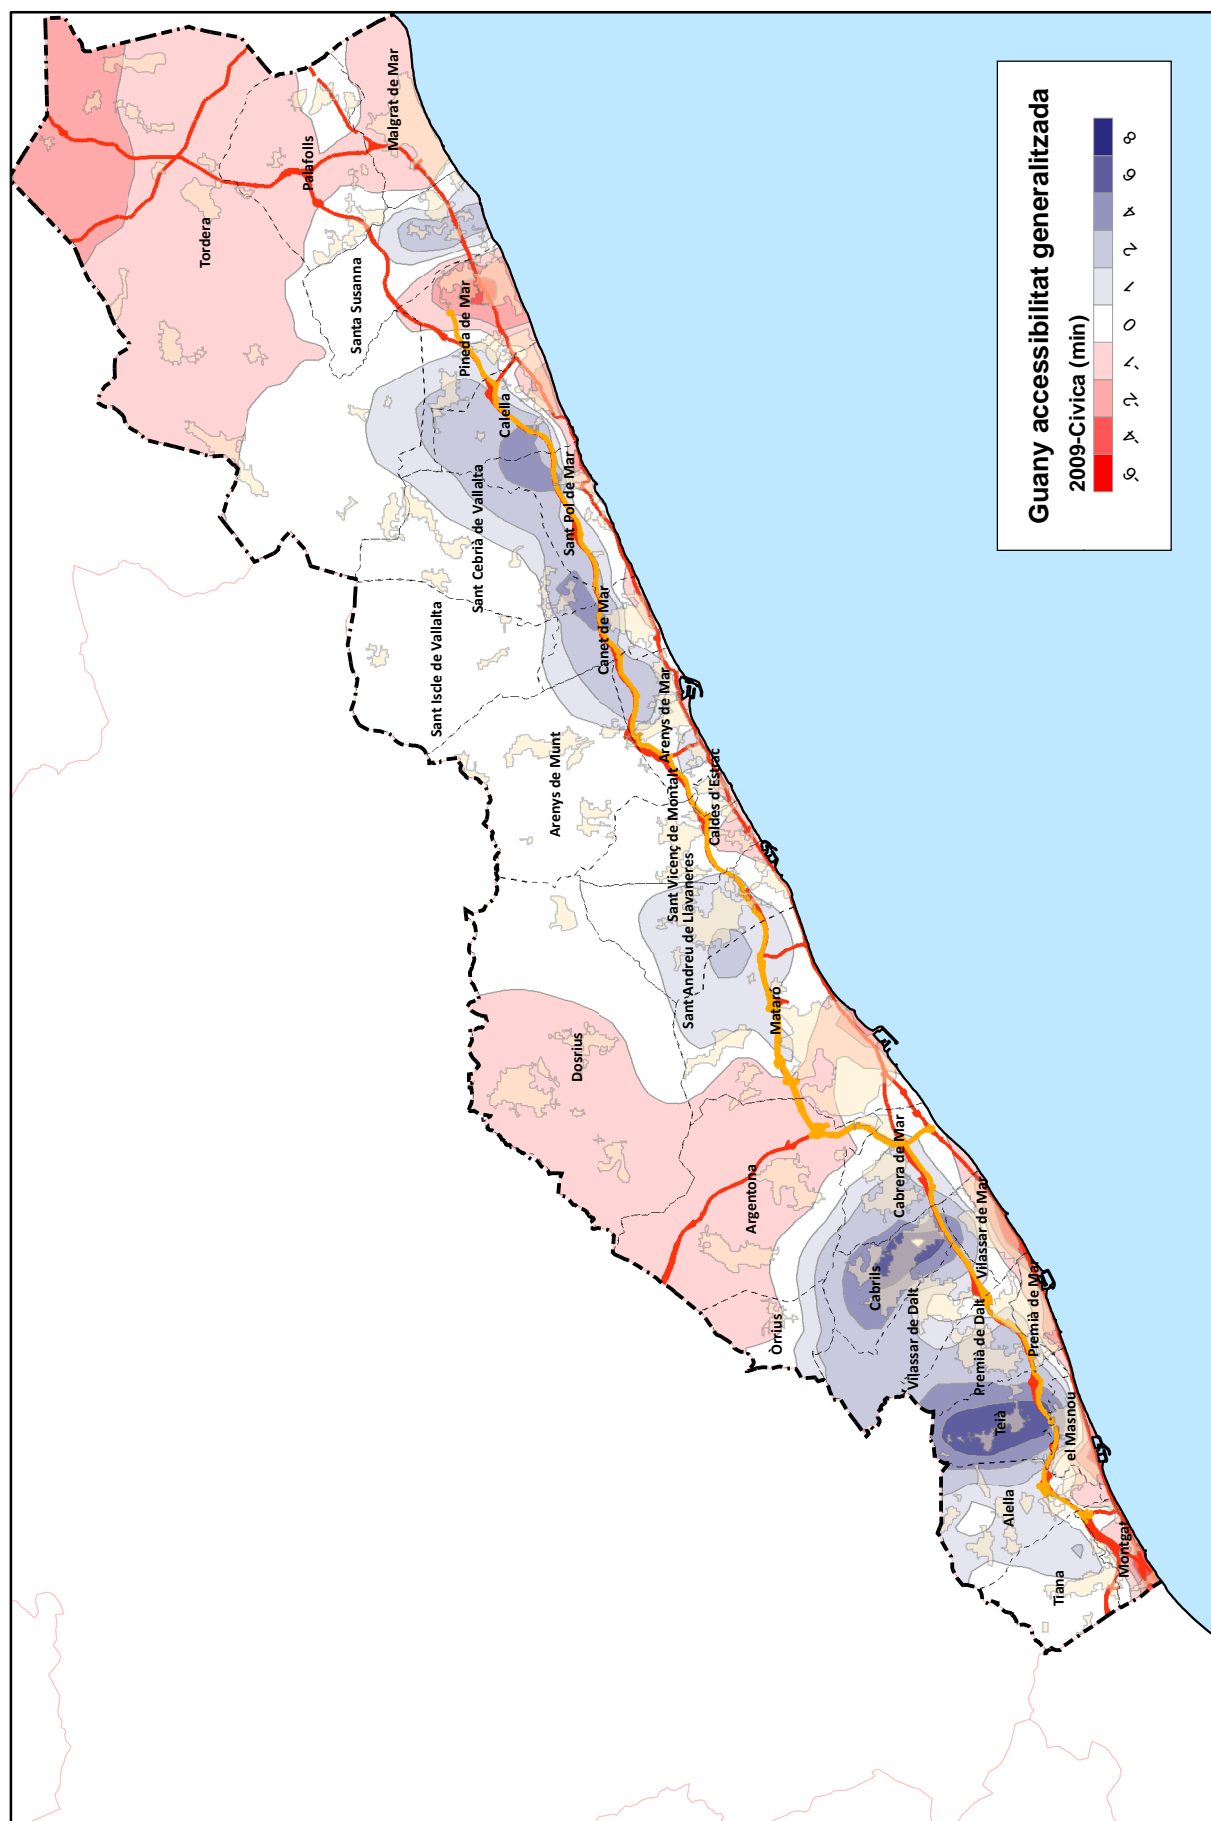 Guany accessibilitat generalitzada
2009-Civica (min)
-6
-4
-2
-1
0
1
2
4
6
8
Tordera
Palafolls
Malgrat de Mar
Santa Susanna
Pineda de Mar
Calella
Sant Cebrià de Vallalta
Sant Pol de Mar
Sant Iscle de Vallalta
Canet de Mar
Arenys de Mar
Arenys de Munt
Caldes d'Estrac
Sant Vicenç de Montalt
Sant Andreu de Llavaneres
Mataró
Dosrius
Argentona
Cabrera de Mar
Vilassar de Mar
Cabrils
Òrrius
Vilassar de Dalt
Premià de Dalt
Premià de Mar
Teià
el Masnou
Alella
Tiana
Montgat